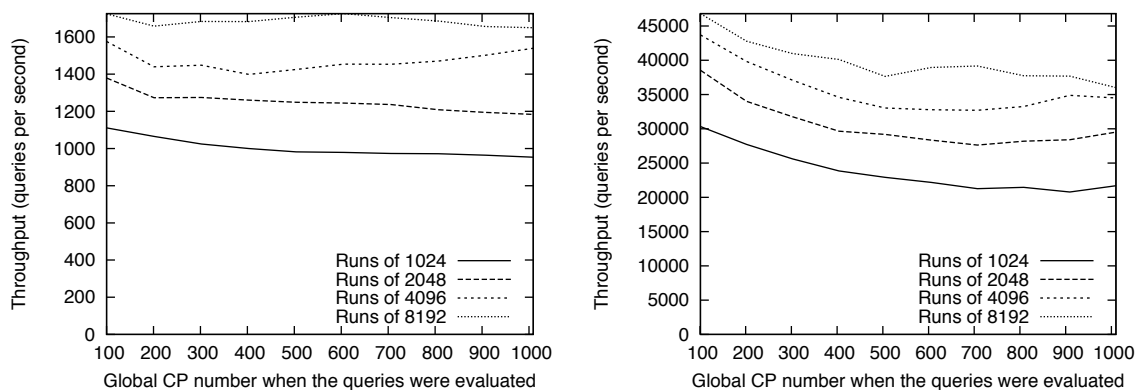 Throughput (queries per second)
1600
1400
1200
1000
800
600
400
200
0
Runs of 1024
Runs of 2048
Runs of 4096
Runs of 8192
100 200 300 400 500 600 700 800 900 1000
Global CP number when the queries were evaluated
Throughput (queries per second)
45000
40000
35000
30000
25000
20000
15000
10000
5000
0
Runs of 1024
Runs of 2048
Runs of 4096
Runs of 8192
100 200 300 400 500 600 700 800 900 1000
Global CP number when the queries were evaluated